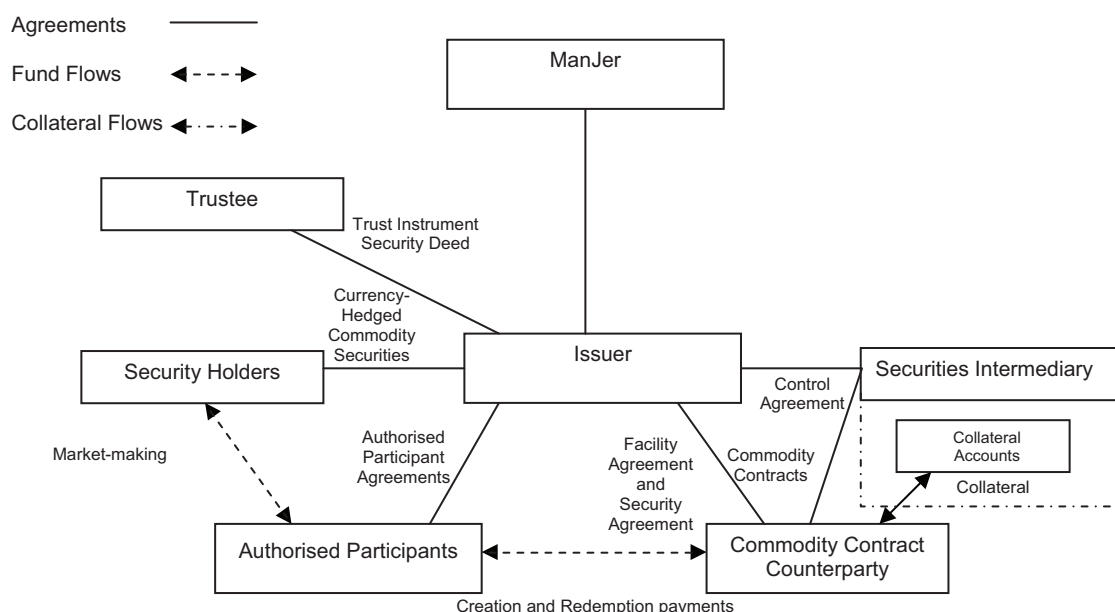 Agreements
Fund Flows
Collateral Flows
ManJer
Trustee
Trust Instrument
Security Deed
Currency-
Hedged
Commodity
Securities
Issuer
Security Holders
Securities Intermediary
Control
Agreement
Collateral
Accounts
Collateral
Market-making
Authorised
Participant
Agreements
Facility
Agreement
and
Security
Agreement
Commodity
Contracts
Authorised Participants
Commodity Contract
Counterparty
Creation and Redemption payments